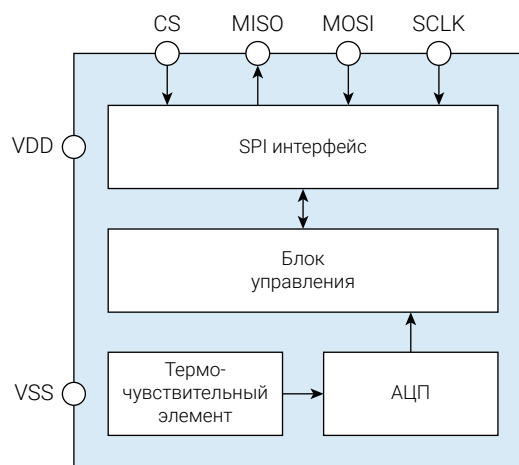 CS MISO MOSI SCLK
VDD
SPI интерфейс
Блок
управления
VSS
Термо-
чувствительный
элемент
АЦП